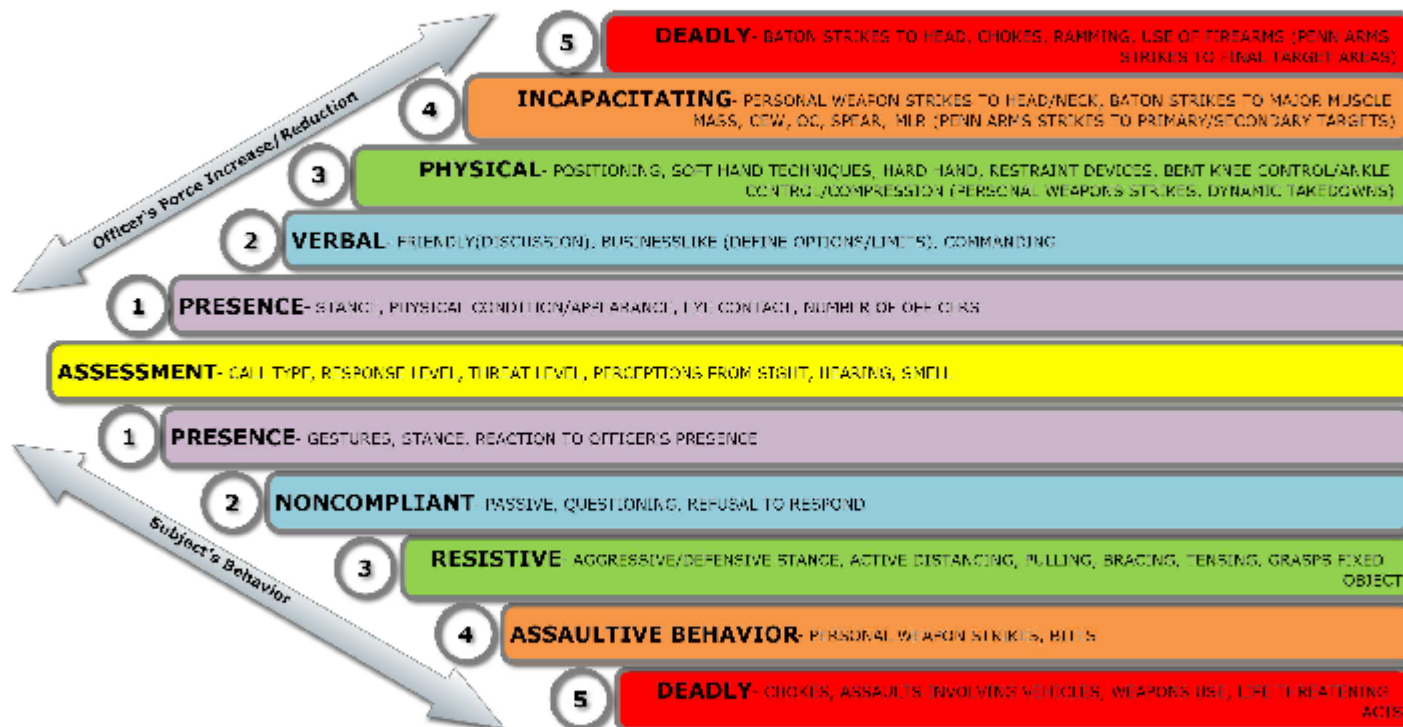 5
DEADLY- BATON STRIKES TO HEAD, CHOKES, RAMMING, USE OF FIREARMS (PENN ARMS
STRIKES TO FINAL TARGET AREAS)
4
INCAPACITATING- PERSONAL WEAPON STRIKES TO HEAD/NECK, BATON STRIKES TO MAJOR MUSCLE
MASS, CEW, OC, SPEAR, MLR (PENN ARMS STRIKES TO PRIMARY/SECONDARY TARGETS)
3
PHYSICAL- POSITIONING, SOFT HAND TECHNIQUES, HARD HAND, RESTRAINT DEVICES, BENT KNEE CONTROL/ANKLE
CONTROL/COMPRESSION (PERSONAL WEAPONS STRIKES, DYNAMIC TAKEDOWNS)
Officer's Force Increase/Reduction
2
VERBAL- FRIENDLY(DISCUSSION), BUSINESSLIKE (DEFINE OPTIONS/LIMITS), COMMANDING
1
PRESENCE- STANCE, PHYSICAL CONDITION/APPEARANCE, EYE CONTACT, NUMBER OF OFFICERS
ASSESSMENT- CALL TYPE, RESPONSE LEVEL, THREAT LEVEL, PERCEPTIONS FROM SIGHT, HEARING, SMELL
1
PRESENCE- GESTURES, STANCE, REACTION TO OFFICER'S PRESENCE
2
NONCOMPLIANT- PASSIVE, QUESTIONING, REFUSAL TO RESPOND
Subject's Behavior
3
RESISTIVE- AGGRESSIVE/DEFENSIVE STANCE, ACTIVE DISTANCING, PULLING, BRACING, TENSING, GRASPS FIXED
OBJECT
4
ASSAULTIVE BEHAVIOR- PERSONAL WEAPON STRIKES, BITES
5
DEADLY- CHOKES, ASSAULTS INVOLVING VEHICLES, WEAPONS USE, LIFE THREATENING
ACTS